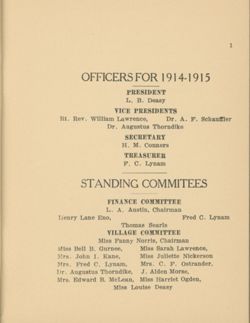 1
OFFICERS FOR 1914-1915
PRESIDENT
L. B. Deasy
VICE PRESIDENTS
Rt. Rev. William Lawrence, Dr. A. F. Schauffler
Dr. Augustus Thorndike
SECRETARY
H. M. Conners
TREASURER
F. C. Lynam
STANDING COMMITEES
FINANCE COMMITTEE
L. A. Austin, Chairman
Henry Lane Eno, Fred C. Lynam
Thomas Searls
VILLAGE COMMITTEE
Miss Fanny Norris, Chairman
Miss Bell B. Gurnee, Miss Sarah Lawrence,
Mrs. John I. Kane, Miss Juliette Nickerson
Mrs. Fred C. Lynam, Mrs. C. F. Ostrander,
Dr. Augustus Thorndike, J. Alden Morse,
Mrs. Edward B. McLean, Miss Harriet Ogden,
Miss Louise Deasy